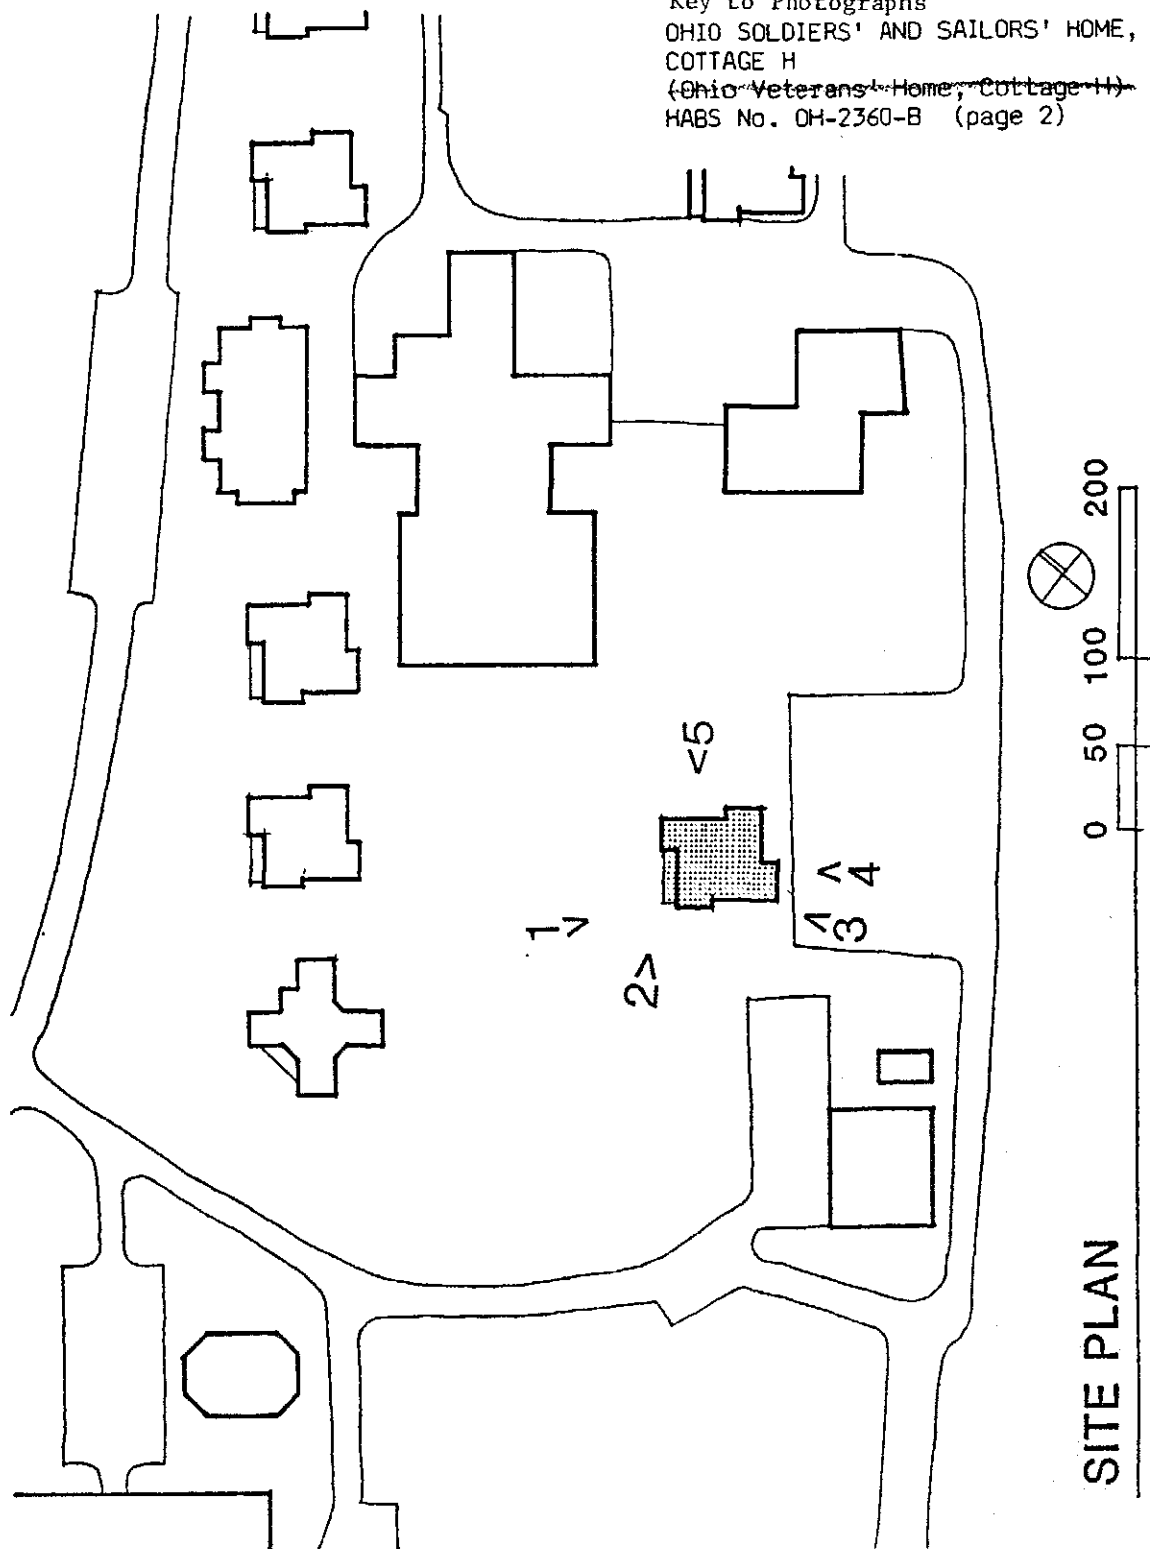 Key to Photographs
OHIO SOLDIERS' AND SAILORS' HOME,
COTTAGE H
(Ohio Veterans' Home, Cottage H)
HABS No. OH-2360-B (page 2)
<5
1 >
2>
3 >
4 >
0 50 100 200
SITE PLAN